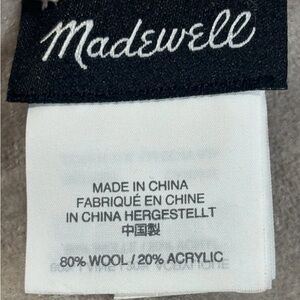 Madewell
MADE IN CHINA
FABRIQUÉ EN CHINE
IN CHINA HERGESTELLT
中国製
80% WOOL / 20% ACRYLIC